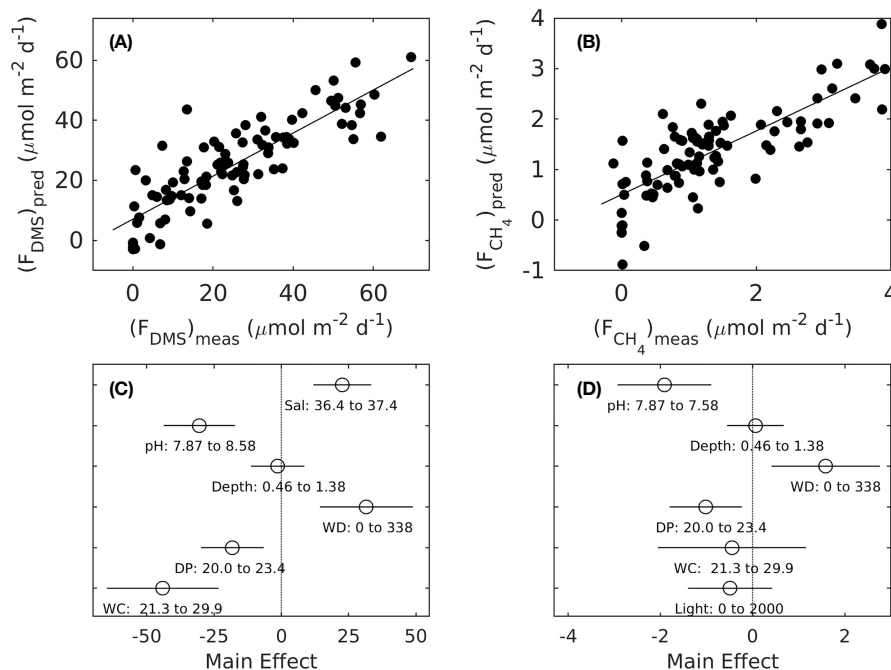 (A)
60
40
20
0
0 20 40 60
(F_DMS)_pred (μmol m⁻² d⁻¹)
(F_DMS)_meas (μmol m⁻² d⁻¹)
(B)
4
3
2
1
0
-1
0 2 4
(F_CH₄)_pred (μmol m⁻² d⁻¹)
(F_CH₄)_meas (μmol m⁻² d⁻¹)
(C)
Sal: 36.4 to 37.4
pH: 7.87 to 8.58
Depth: 0.46 to 1.38
WD: 0 to 338
DP: 20.0 to 23.4
WC: 21.3 to 29.9
-50 -25 0 25 50
Main Effect
(D)
pH: 7.87 to 7.58
Depth: 0.46 to 1.38
WD: 0 to 338
DP: 20.0 to 23.4
WC: 21.3 to 29.9
Light: 0 to 2000
-4 -2 0 2
Main Effect